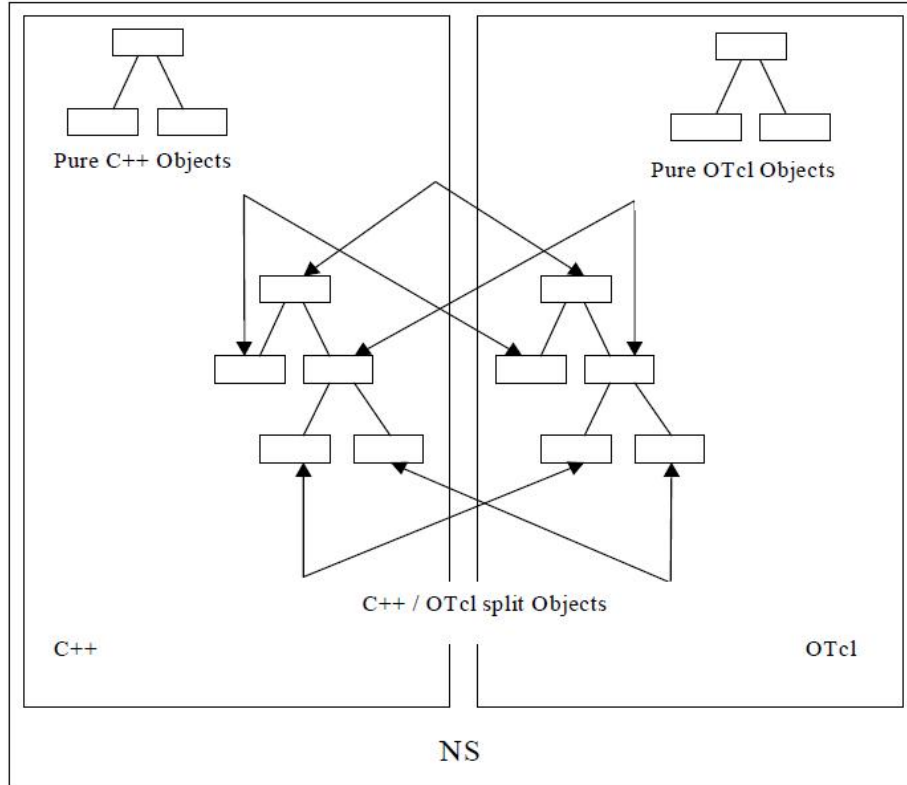 Pure C++ Objects
Pure OTcl Objects
C++ / OTcl split Objects
C++
OTcl
NS